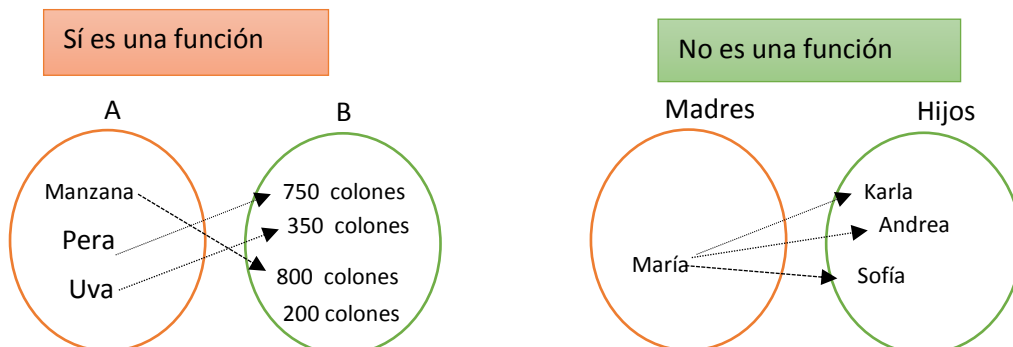 Sí es una función
No es una función
A
B
Madres
Hijos
Manzana
750 colones
Pera
350 colones
Uva
800 colones
200 colones
María
Karla
Andrea
Sofía